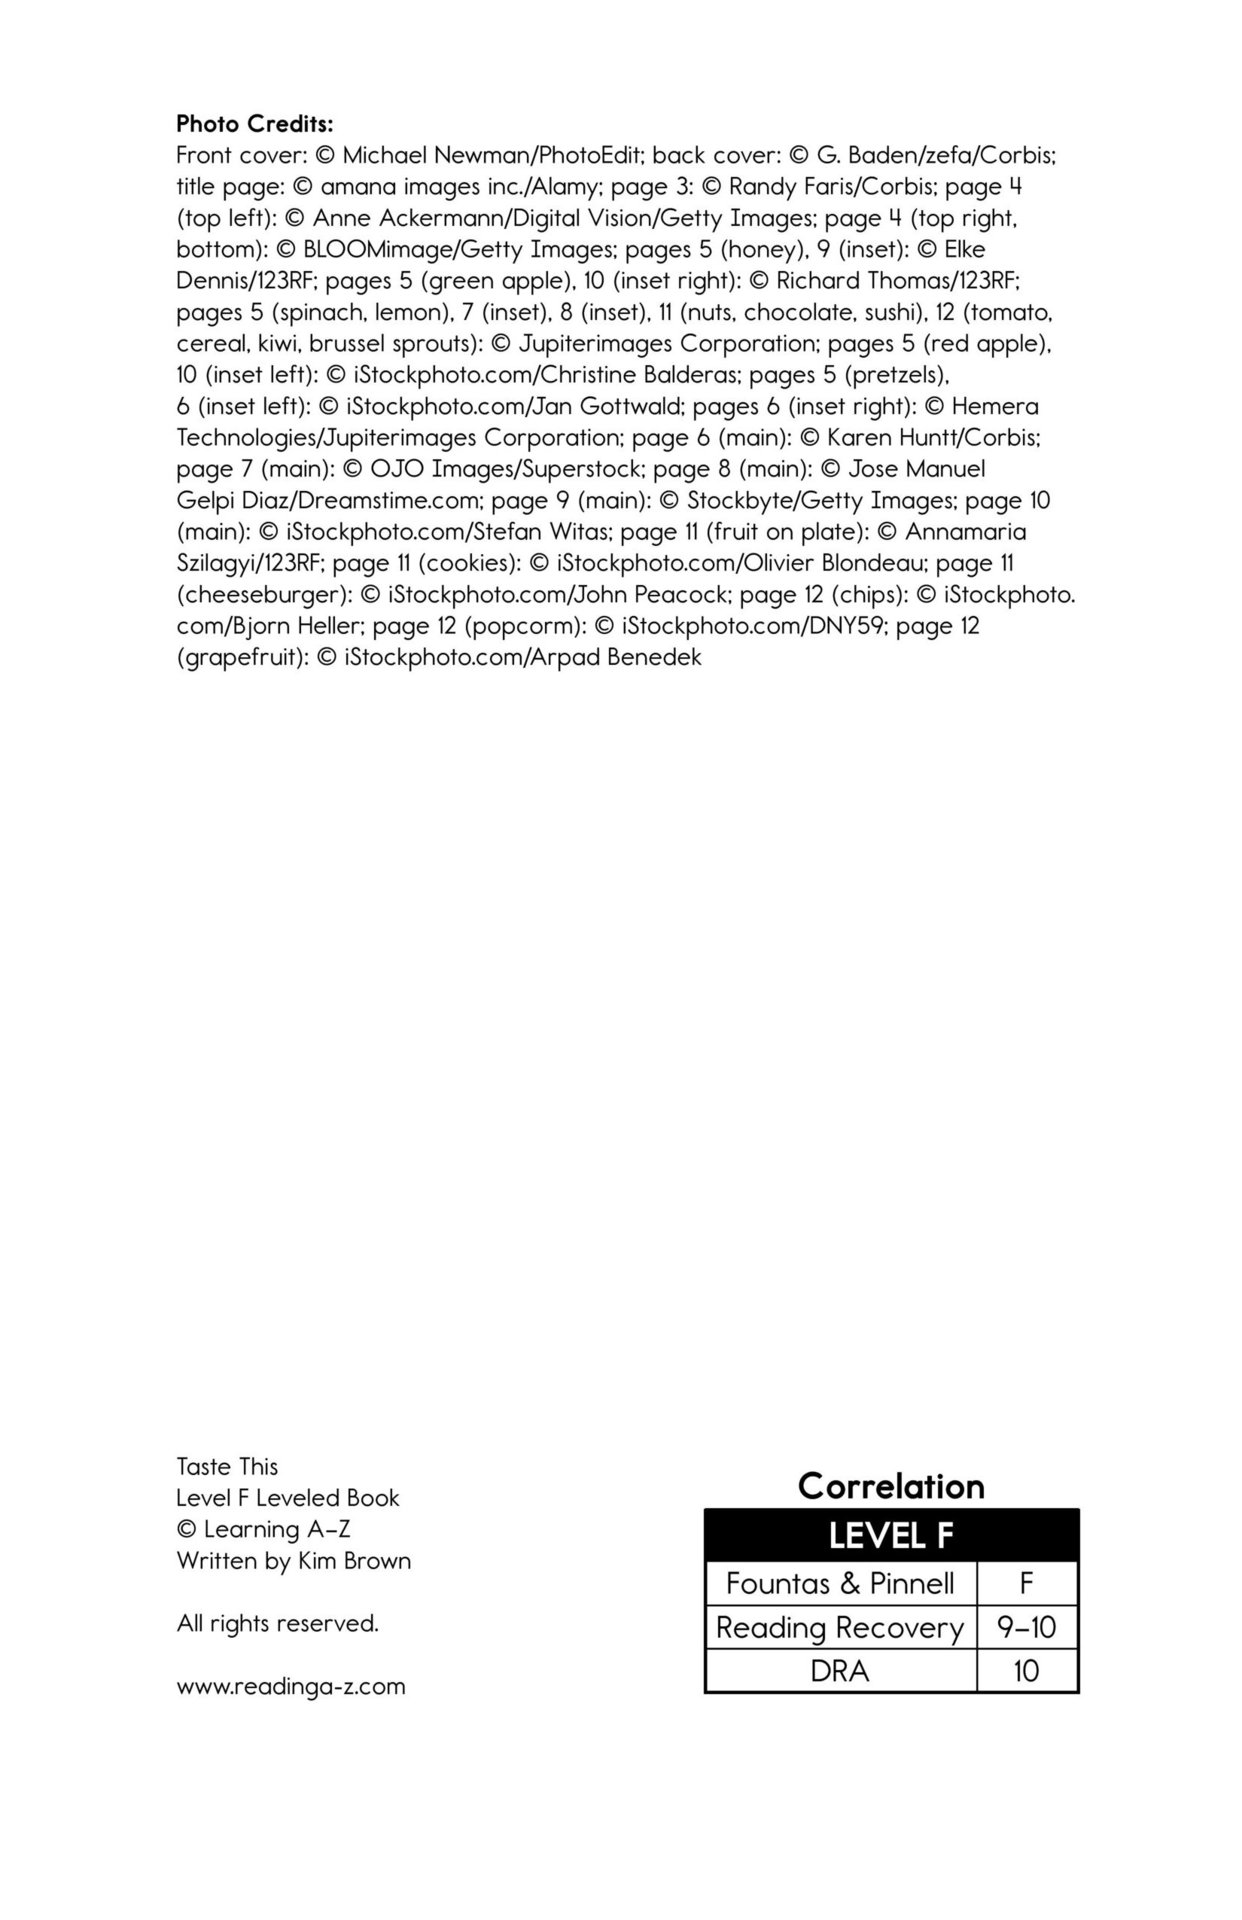 Photo Credits:
Front cover: © Michael Newman/PhotoEdit; back cover: © G. Baden/zefa/Corbis;
title page: © amana images inc./Alamy; page 3: © Randy Faris/Corbis; page 4
(top left): © Anne Ackermann/Digital Vision/Getty Images; page 4 (top right,
bottom): © BLOOMimage/Getty Images; pages 5 (honey), 9 (inset): © Elke
Dennis/123RF; pages 5 (green apple), 10 (inset right): © Richard Thomas/123RF;
pages 5 (spinach, lemon), 7 (inset), 8 (inset), 11 (nuts, chocolate, sushi), 12 (tomato,
cereal, kiwi, brussel sprouts): © Jupiterimages Corporation; pages 5 (red apple),
10 (inset left): © iStockphoto.com/Christine Balderas; pages 5 (pretzels),
6 (inset left): © iStockphoto.com/Jan Gottwald; pages 6 (inset right): © Hemera
Technologies/Jupiterimages Corporation; page 6 (main): © Karen Huntt/Corbis;
page 7 (main): © OJO Images/Superstock; page 8 (main): © Jose Manuel
Gelpi Diaz/Dreamstime.com; page 9 (main): © Stockbyte/Getty Images; page 10
(main): © iStockphoto.com/Stefan Witas; page 11 (fruit on plate): © Annamaria
Szilagyi/123RF; page 11 (cookies): © iStockphoto.com/Olivier Blondeau; page 11
(cheeseburger): © iStockphoto.com/John Peacock; page 12 (chips): © iStockphoto.
com/Bjorn Heller; page 12 (popcorm): © iStockphoto.com/DNY59; page 12
(grapefruit): © iStockphoto.com/Arpad Benedek
Taste This
Level F Leveled Book
© Learning A–Z
Written by Kim Brown
All rights reserved.
www.readinga-z.com
Correlation
LEVEL F
Fountas & Pinnell F
Reading Recovery 9–10
DRA 10